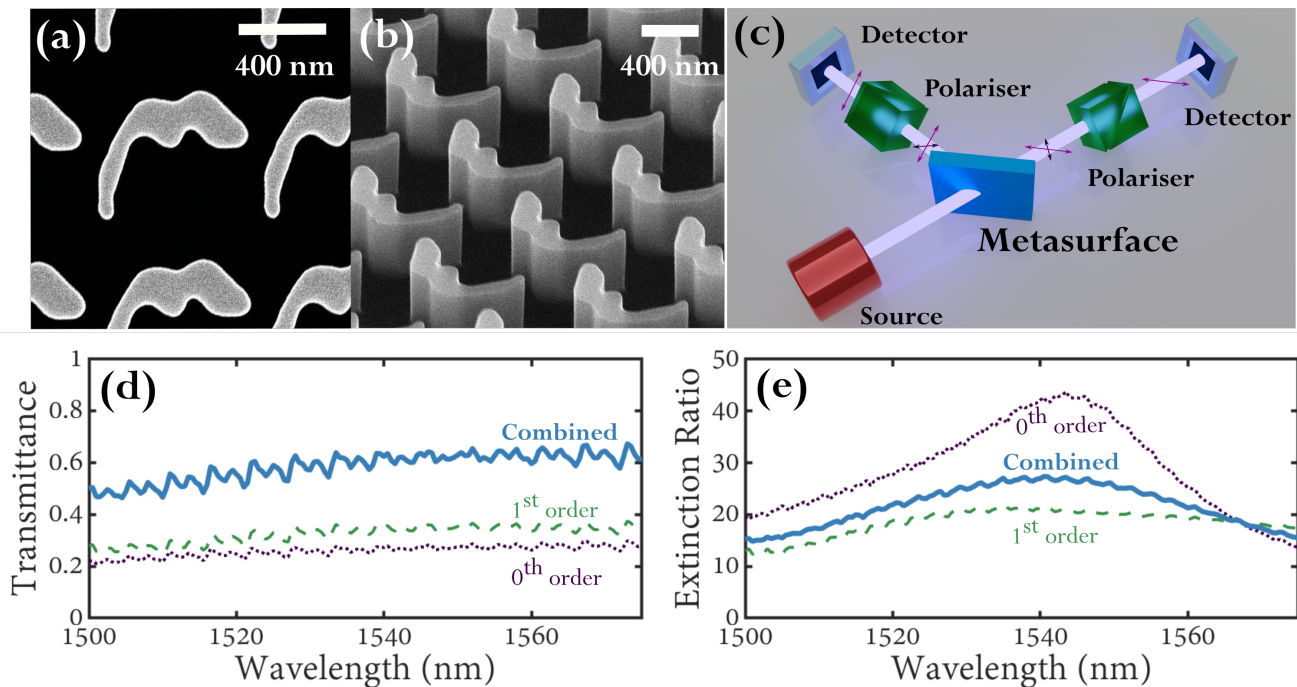 (a)
400 nm
(b)
400 nm
(c)
Detector
Polariser
Detector
Polariser
Metasurface
Source
(d)
Transmittance
1
0.8
0.6
0.4
0.2
0
Combined
1st order
0th order
1500
1520
1540
1560
Wavelength (nm)
(e)
Extinction Ratio
50
40
30
20
10
0
0th order
Combined
1st order
1500
1520
1540
1560
Wavelength (nm)